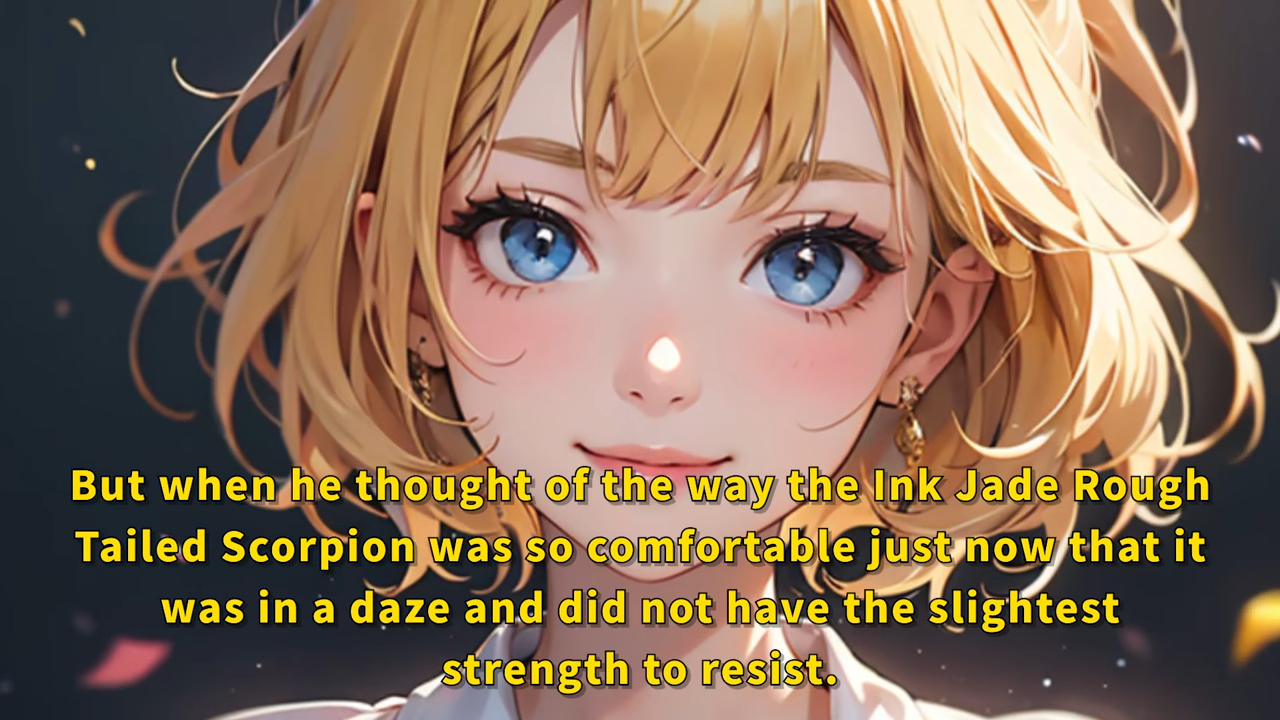 But when he thought of the way the Ink Jade Rough
Tailed Scorpion was so comfortable just now that it
was in a daze and did not have the slightest
strength to resist.